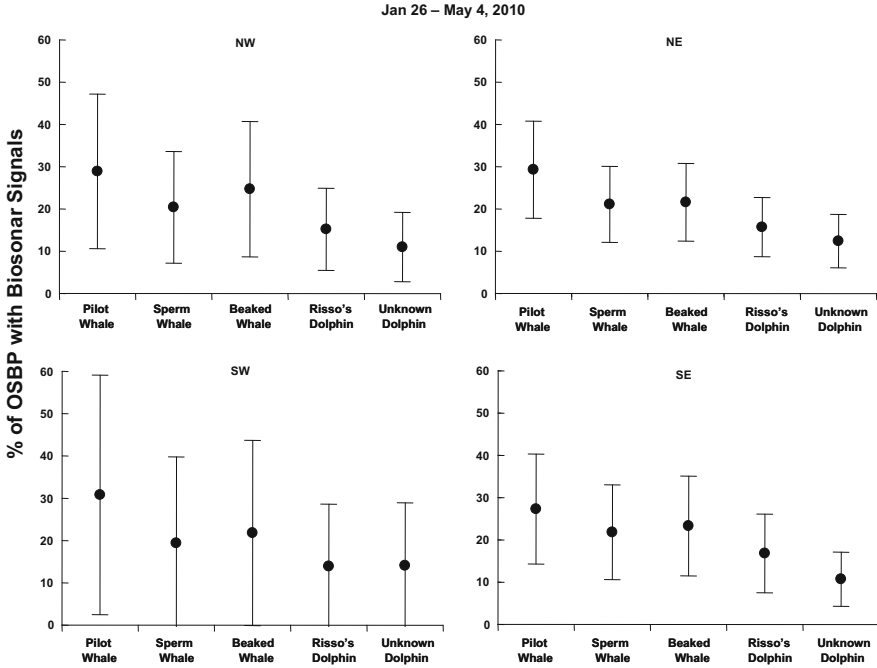 Jan 26 – May 4, 2010
% of OSBP with Biosonar Signals
NW
60
50
40
30
20
10
0
Pilot Whale
Sperm Whale
Beaked Whale
Risso's Dolphin
Unknown Dolphin
NE
60
50
40
30
20
10
0
Pilot Whale
Sperm Whale
Beaked Whale
Risso's Dolphin
Unknown Dolphin
SW
60
50
40
30
20
10
0
Pilot Whale
Sperm Whale
Beaked Whale
Risso's Dolphin
Unknown Dolphin
SE
60
50
40
30
20
10
0
Pilot Whale
Sperm Whale
Beaked Whale
Risso's Dolphin
Unknown Dolphin